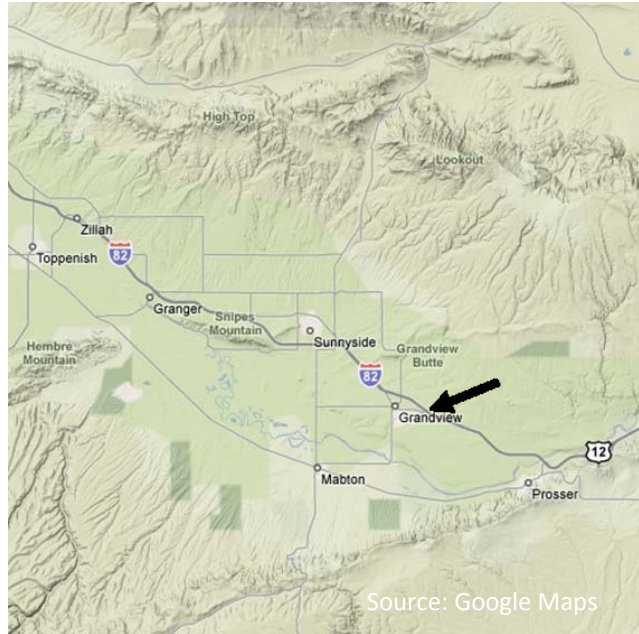 High Top
Lookout
Zillah
82
Toppenish
Granger
Snipes
Mountain
Sunnyside
Hembre
Mountain
Grandview
Butte
82
Grandview
12
Mabton
Prosser
Source: Google Maps